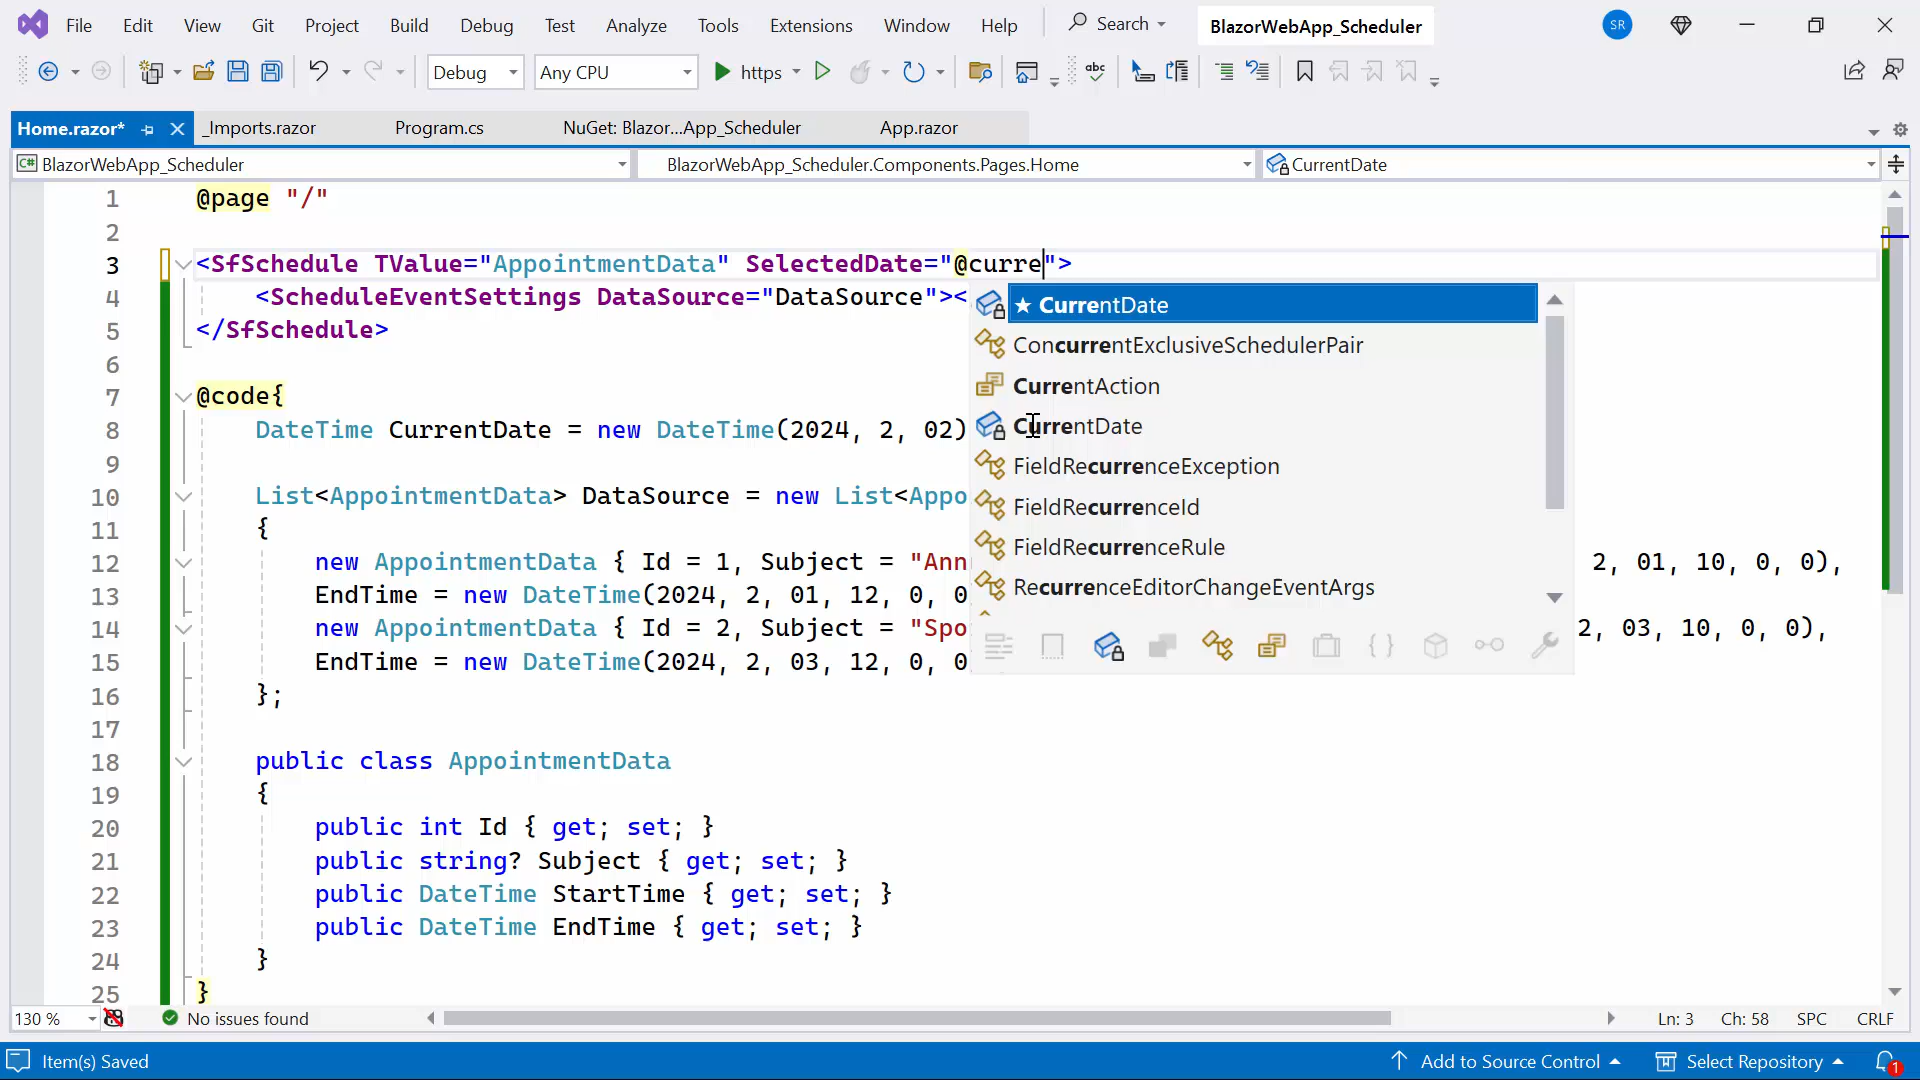 File Edit View Git Project Build Debug Test Analyze Tools Extensions Window Help Search BlazorWebApp_Scheduler SR
Debug Any CPU https abc
Home.razor* _Imports.razor Program.cs NuGet: Blazor...App_Scheduler App.razor
C# BlazorWebApp_Scheduler BlazorWebApp_Scheduler.Components.Pages.Home CurrentDate
1 @page "/"
2
3 <SfSchedule TValue="AppointmentData" SelectedDate="@curre">
4 <ScheduleEventSettings DataSource="DataSource"><
5 </SfSchedule>
6
7 @code{
8 DateTime CurrentDate = new DateTime(2024, 2, 02)
9
10 List<AppointmentData> DataSource = new List<Appo
11 {
12 new AppointmentData { Id = 1, Subject = "Ann 2, 01, 10, 0, 0),
13 EndTime = new DateTime(2024, 2, 01, 12, 0, 0
14 new AppointmentData { Id = 2, Subject = "Spo 2, 03, 10, 0, 0),
15 EndTime = new DateTime(2024, 2, 03, 12, 0, 0
16 };
17
18 public class AppointmentData
19 {
20 public int Id { get; set; }
21 public string? Subject { get; set; }
22 public DateTime StartTime { get; set; }
23 public DateTime EndTime { get; set; }
24 }
25 }
★ CurrentDate
ConcurrentExclusiveSchedulerPair
CurrentAction
CurrentDate
FieldRecurrenceException
FieldRecurrenceId
FieldRecurrenceRule
RecurrenceEditorChangeEventArgs
130 % No issues found Ln: 3 Ch: 58 SPC CRLF
Item(s) Saved Add to Source Control Select Repository 1